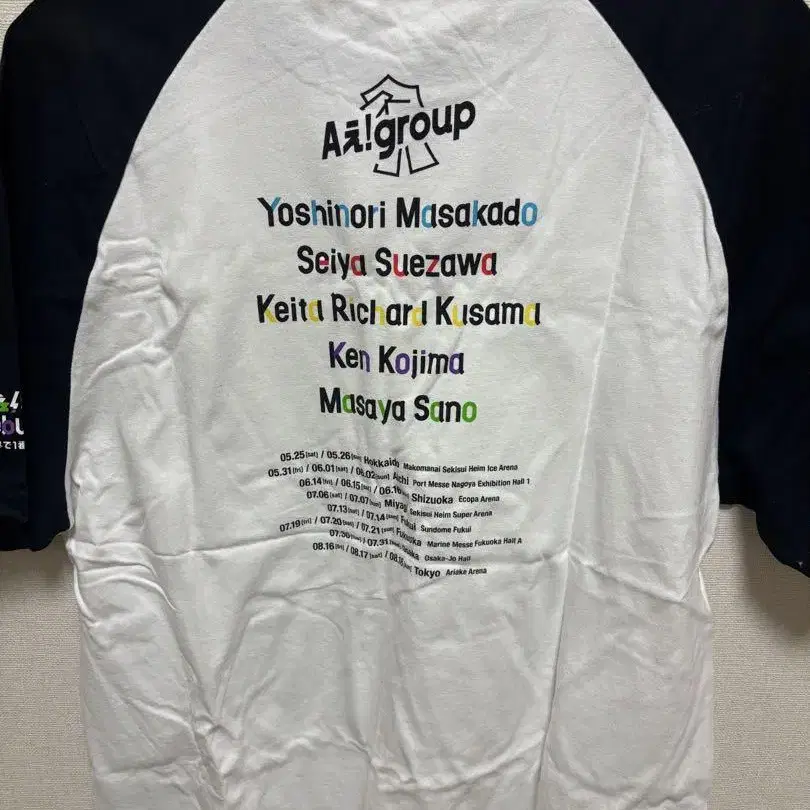 Aぇ!group
Yoshinori Masakado
Seiya Suezawa
Keita Richard Kusama
Ken Kojima
Masaya Sano
05.25(sat) / 05.26(sun) Hokkaido Makomanai Sekisui Heim Ice Arena
05.31(fri) / 06.01(sat) / 06.02(sun) Aichi Port Messe Nagoya Exhibition Hall 1
06.14(fri) / 06.15(sat) / 06.16(sun) Shizuoka Ecopa Arena
07.06(sat) / 07.07(sun) Miyagi Sekisui Heim Super Arena
07.13(sat) / 07.14(sun) Fukui Sundome Fukui
07.19(fri) / 07.20(sat) / 07.21(sun) Fukuoka Marine Messe Fukuoka Hall A
07.30 / 07.31 Osaka Osaka-Jo Hall
08.16(fri) / 08.17(sat) / 08.18(sun) Tokyo Ariake Arena